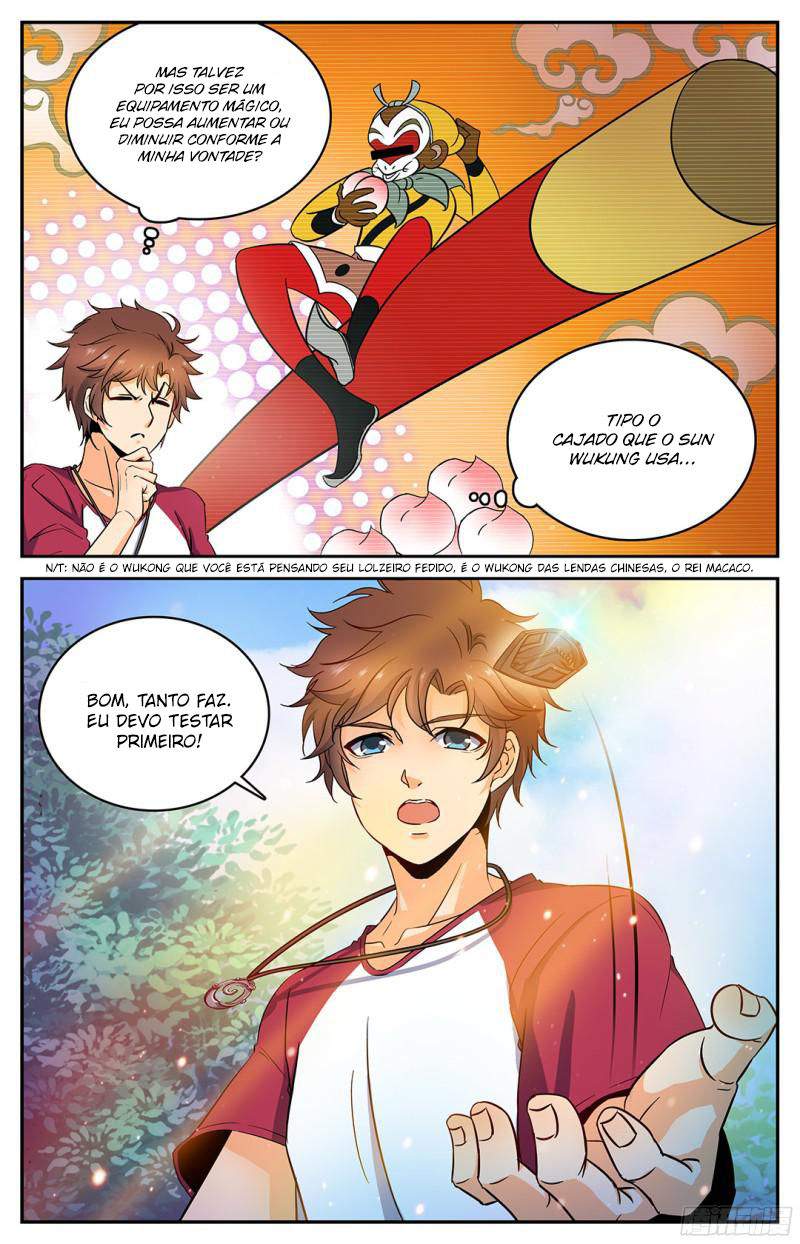 MAS TALVEZ
POR ISSO SER UM
EQUIPAMENTO MÁGICO,
EU POSSA AUMENTAR OU
DIMINUIR CONFORME A
MINHA VONTADE?
TIPO O
CAJADO QUE O SUN
WUKUNG USA...
N/T: NÃO É O WUKONG QUE VOCÊ ESTÁ PENSANDO SEU LOLZEIRO FEDIDO, É O WUKONG DAS LENDAS CHINESAS, O REI MACACO.
BOM, TANTO FAZ.
EU DEVO TESTAR
PRIMEIRO!